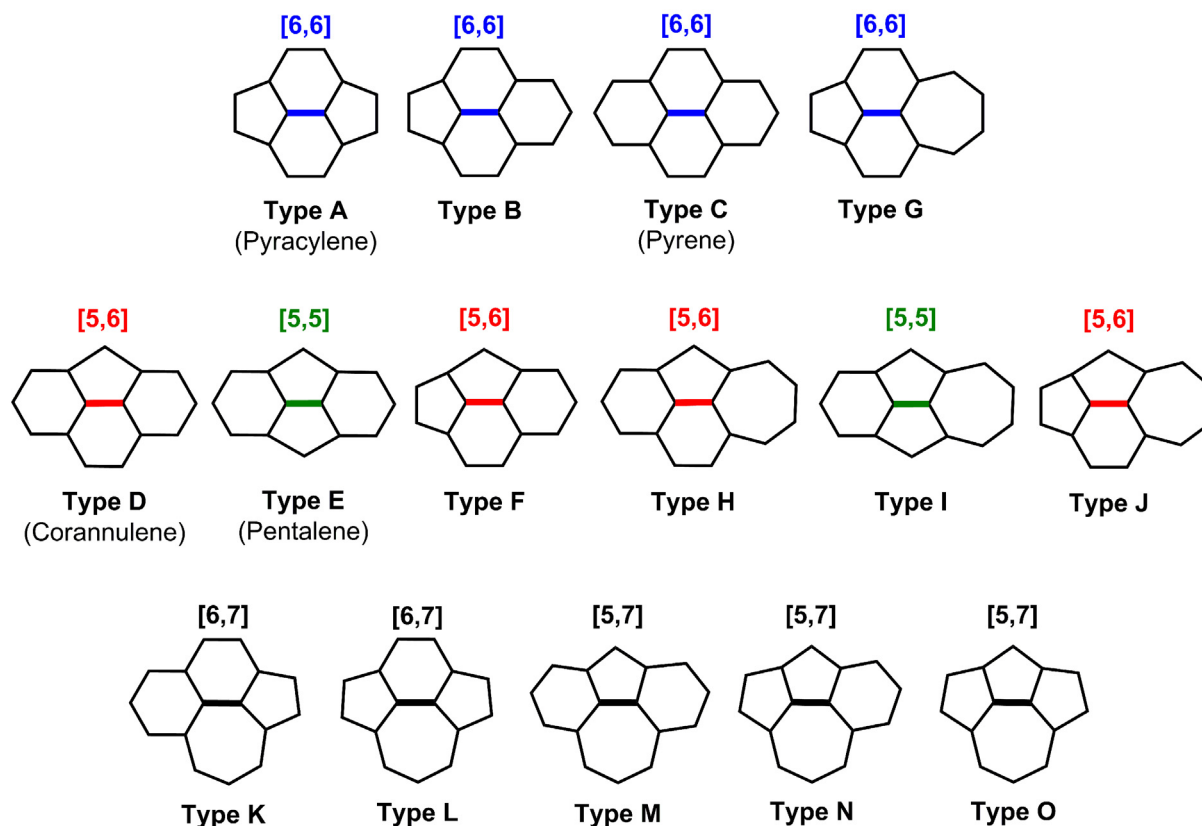 [6,6] [6,6] [6,6] [6,6]
Type A Type B Type C Type G
(Pyracylene) (Pyrene)
[5,6] [5,5] [5,6] [5,6] [5,5] [5,6]
Type D Type E Type F Type H Type I Type J
(Corannulene) (Pentalene)
[6,7] [6,7] [5,7] [5,7] [5,7]
Type K Type L Type M Type N Type O